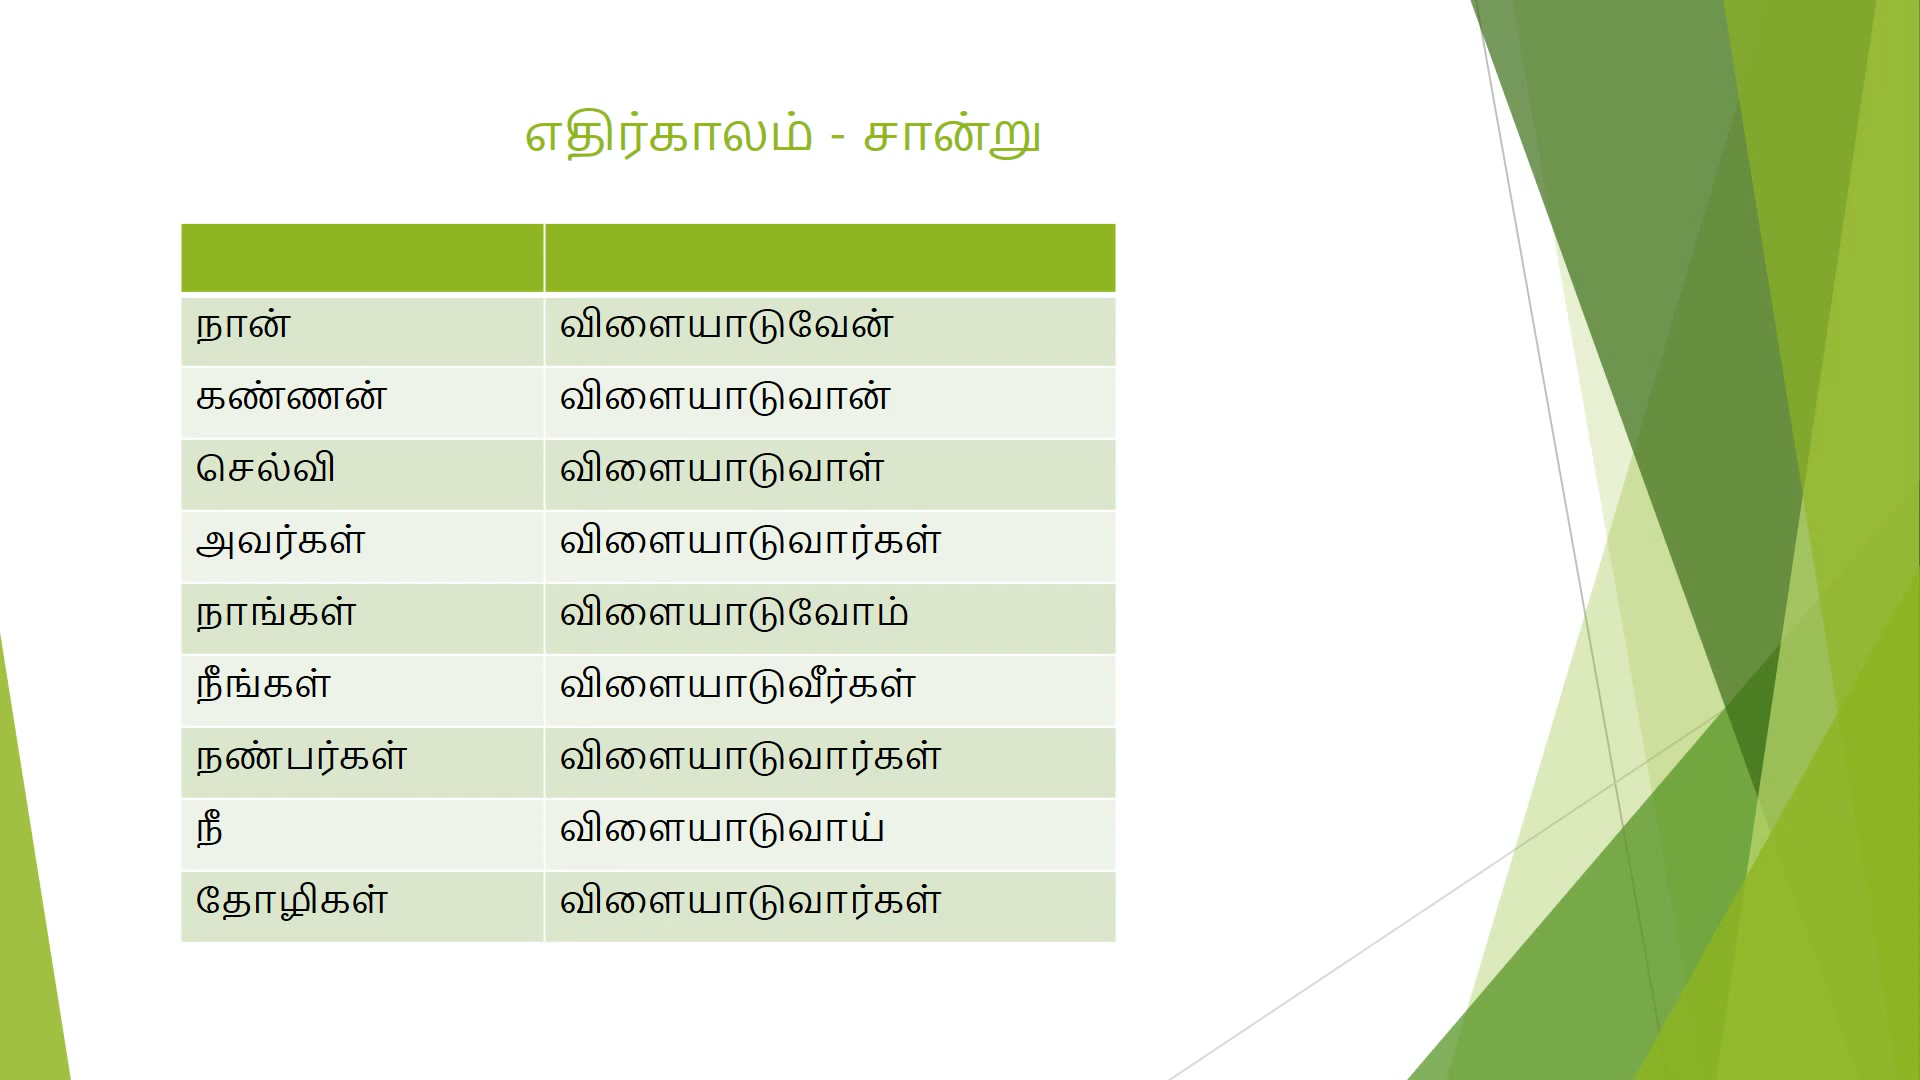 எதிர்காலம் - சான்று
நான் விளையாடுவேன்
கண்ணன் விளையாடுவான்
செல்வி விளையாடுவாள்
அவர்கள் விளையாடுவார்கள்
நாங்கள் விளையாடுவோம்
நீங்கள் விளையாடுவீர்கள்
நண்பர்கள் விளையாடுவார்கள்
நீ விளையாடுவாய்
தோழிகள் விளையாடுவார்கள்